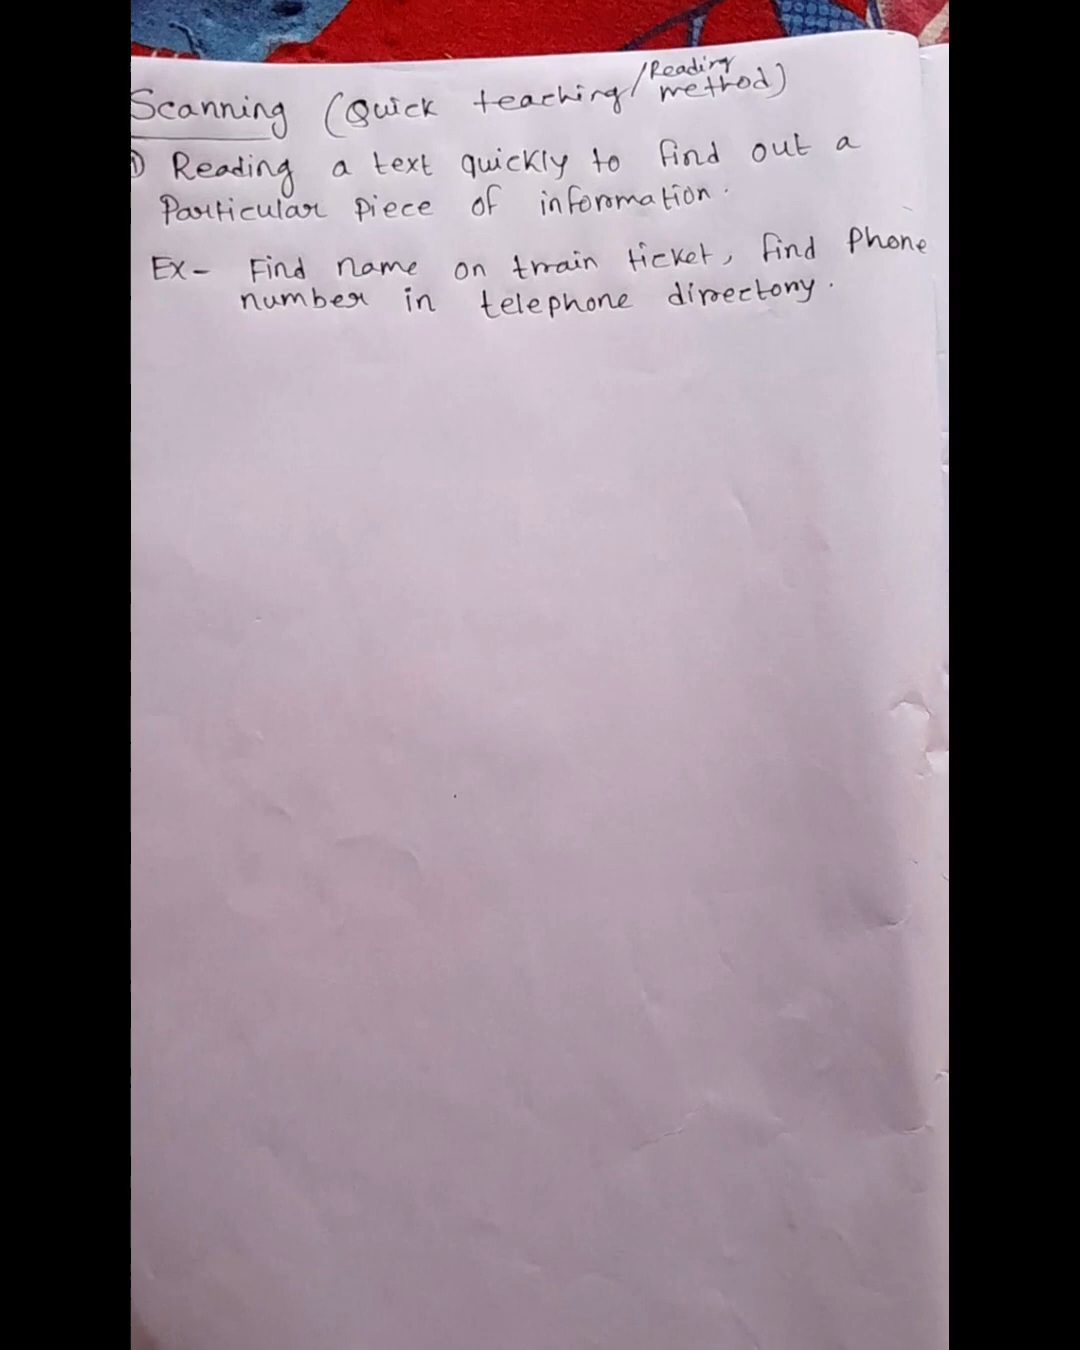 Scanning (Quick teaching/Reading method)
① Reading a text quickly to find out a
Particular piece of information.
Ex- Find name on train ticket, find Phone
number in telephone directory.